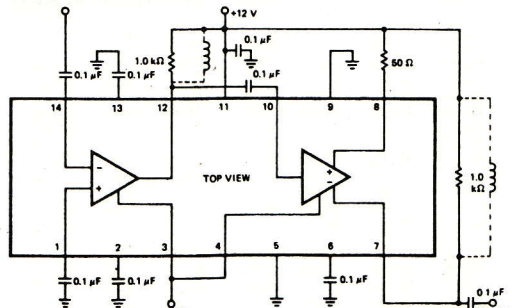 +12 V
0.1 µF
1.0 kΩ
0.1 µF
0.1 µF
0.1 µF
50 Ω
14
13
12
11
10
9
8
−
+
TOP VIEW
+
−
1.0
kΩ
1
2
3
4
5
6
7
0.1 µF
0.1 µF
0.1 µF
0.1 µF